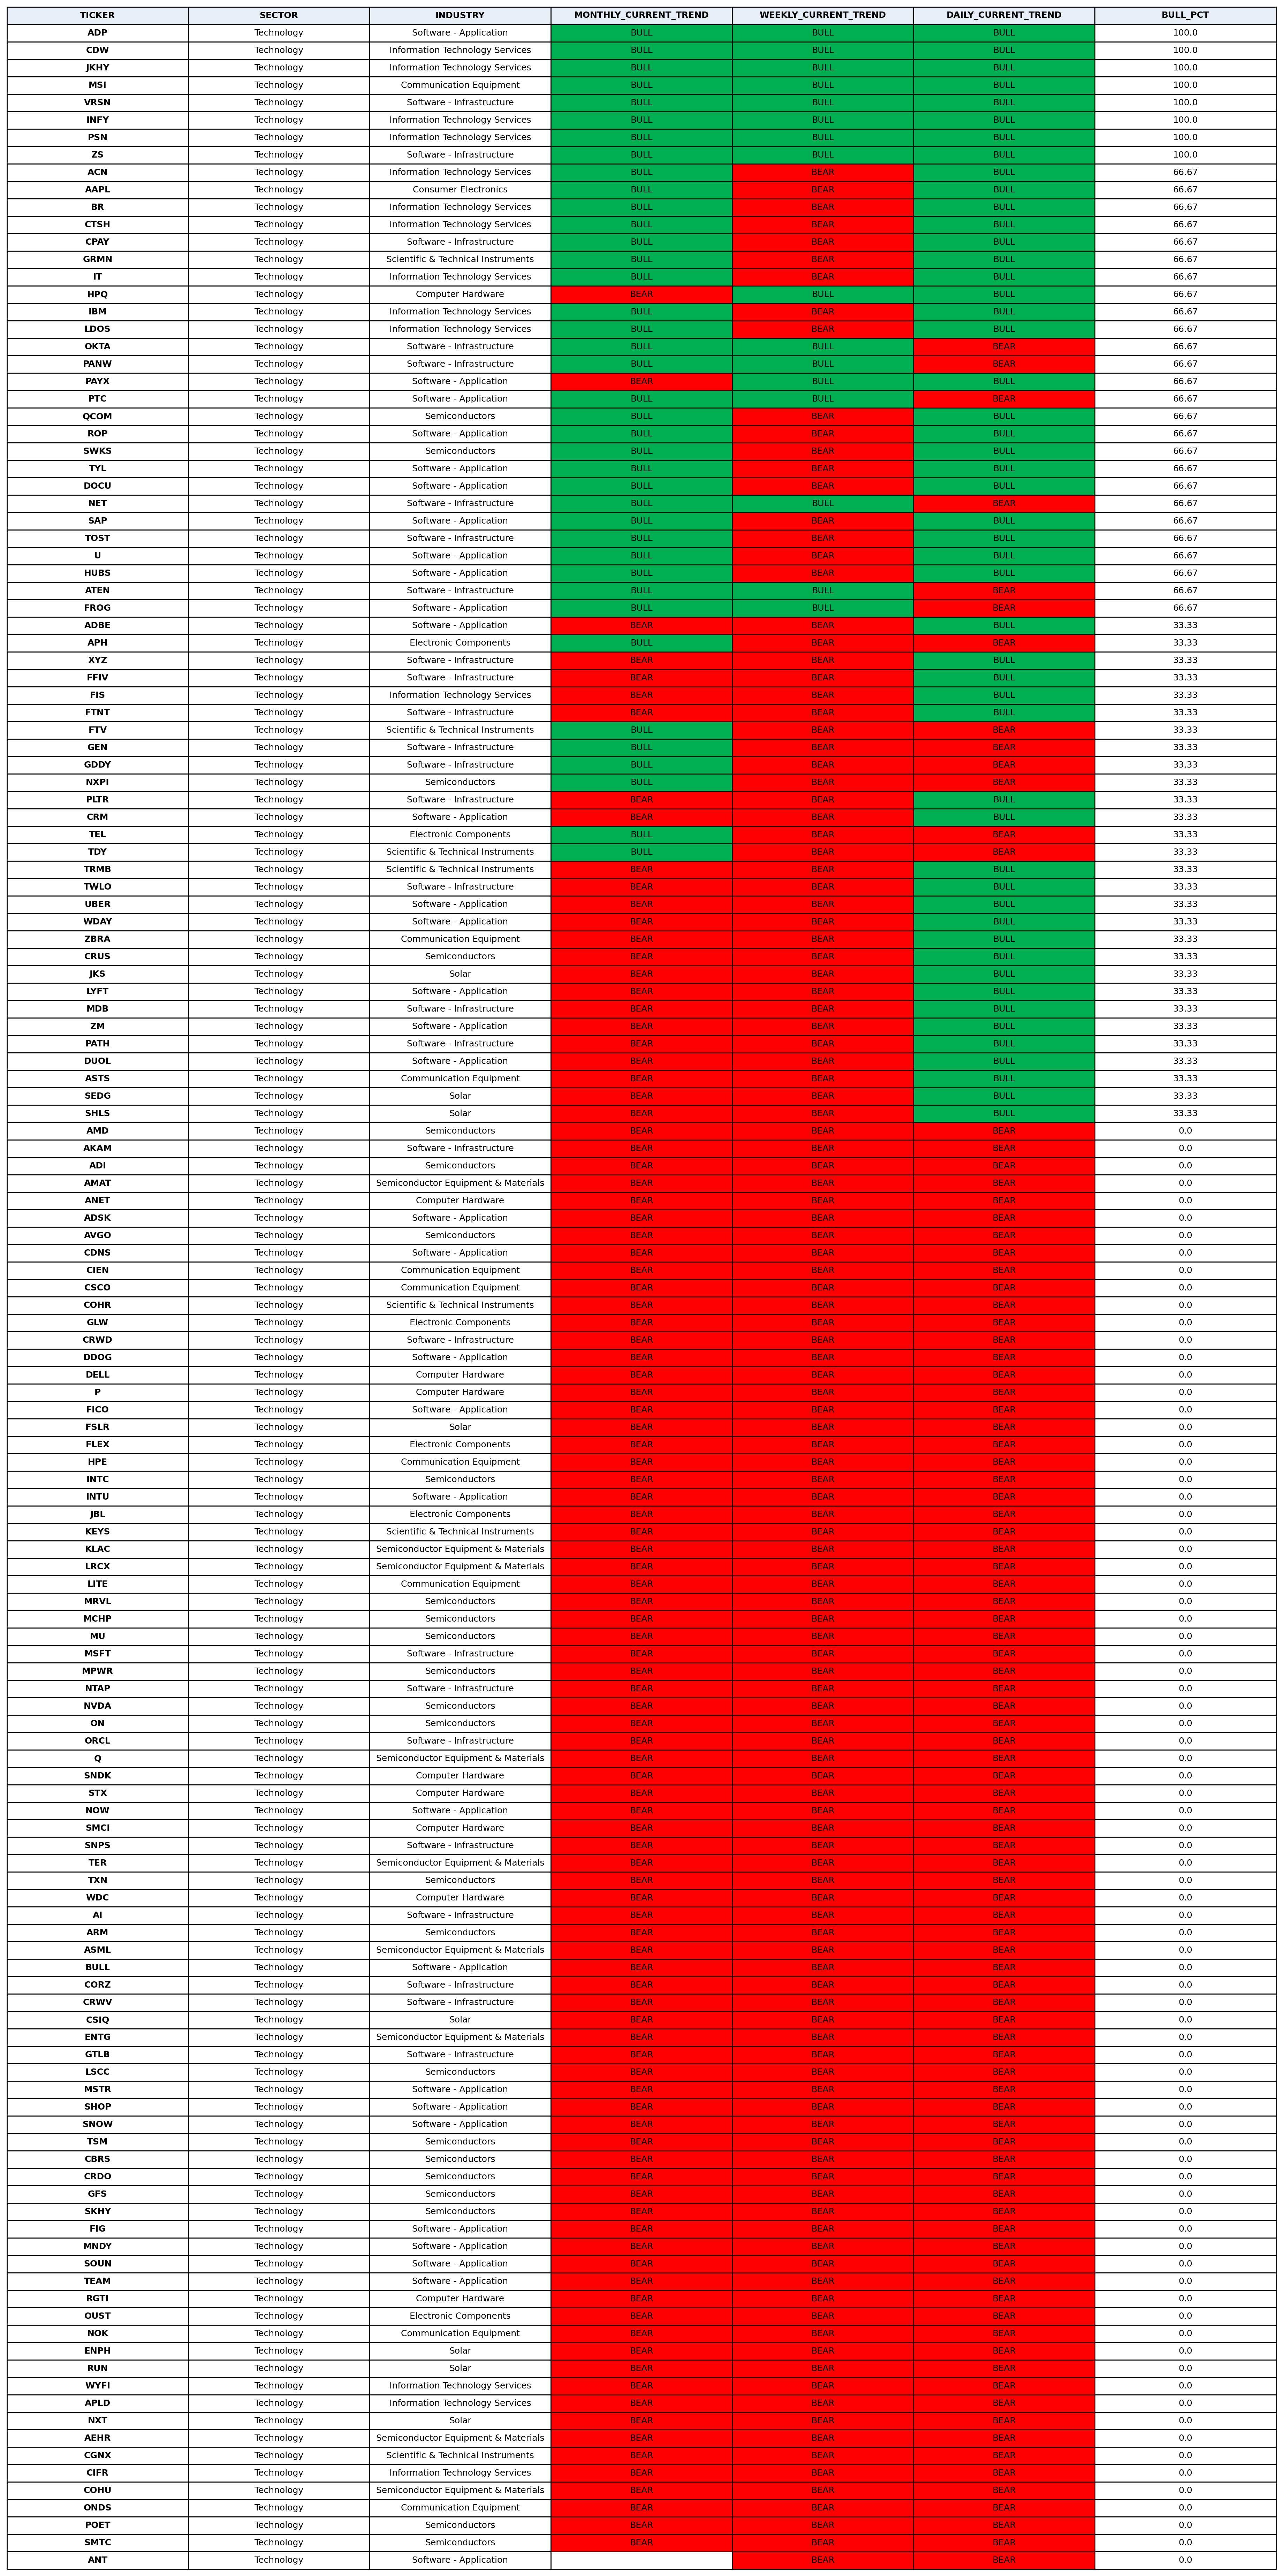 TICKER SECTOR INDUSTRY MONTHLY_CURRENT_TREND WEEKLY_CURRENT_TREND DAILY_CURRENT_TREND BULL_PCT
ADP Technology Software - Application BULL BULL BULL 100.0
CDW Technology Information Technology Services BULL BULL BULL 100.0
JKHY Technology Information Technology Services BULL BULL BULL 100.0
MSI Technology Communication Equipment BULL BULL BULL 100.0
VRSN Technology Software - Infrastructure BULL BULL BULL 100.0
INFY Technology Information Technology Services BULL BULL BULL 100.0
PSN Technology Information Technology Services BULL BULL BULL 100.0
ZS Technology Software - Infrastructure BULL BULL BULL 100.0
ACN Technology Information Technology Services BULL BEAR BULL 66.67
AAPL Technology Consumer Electronics BULL BEAR BULL 66.67
BR Technology Information Technology Services BULL BEAR BULL 66.67
CTSH Technology Information Technology Services BULL BEAR BULL 66.67
CPAY Technology Software - Infrastructure BULL BEAR BULL 66.67
GRMN Technology Scientific & Technical Instruments BULL BEAR BULL 66.67
IT Technology Information Technology Services BULL BEAR BULL 66.67
HPQ Technology Computer Hardware BEAR BULL BULL 66.67
IBM Technology Information Technology Services BULL BEAR BULL 66.67
LDOS Technology Information Technology Services BULL BEAR BULL 66.67
OKTA Technology Software - Infrastructure BULL BULL BEAR 66.67
PANW Technology Software - Infrastructure BULL BULL BEAR 66.67
PAYX Technology Software - Application BEAR BULL BULL 66.67
PTC Technology Software - Application BULL BULL BEAR 66.67
QCOM Technology Semiconductors BULL BEAR BULL 66.67
ROP Technology Software - Application BULL BEAR BULL 66.67
SWKS Technology Semiconductors BULL BEAR BULL 66.67
TYL Technology Software - Application BULL BEAR BULL 66.67
DOCU Technology Software - Application BULL BEAR BULL 66.67
NET Technology Software - Infrastructure BULL BULL BEAR 66.67
SAP Technology Software - Application BULL BEAR BULL 66.67
TOST Technology Software - Infrastructure BULL BEAR BULL 66.67
U Technology Software - Application BULL BEAR BULL 66.67
HUBS Technology Software - Application BULL BEAR BULL 66.67
ATEN Technology Software - Infrastructure BULL BULL BEAR 66.67
FROG Technology Software - Application BULL BULL BEAR 66.67
ADBE Technology Software - Application BEAR BEAR BULL 33.33
APH Technology Electronic Components BULL BEAR BEAR 33.33
XYZ Technology Software - Infrastructure BEAR BEAR BULL 33.33
FFIV Technology Software - Infrastructure BEAR BEAR BULL 33.33
FIS Technology Information Technology Services BEAR BEAR BULL 33.33
FTNT Technology Software - Infrastructure BEAR BEAR BULL 33.33
FTV Technology Scientific & Technical Instruments BULL BEAR BEAR 33.33
GEN Technology Software - Infrastructure BULL BEAR BEAR 33.33
GDDY Technology Software - Infrastructure BULL BEAR BEAR 33.33
NXPI Technology Semiconductors BULL BEAR BEAR 33.33
PLTR Technology Software - Infrastructure BEAR BEAR BULL 33.33
CRM Technology Software - Application BEAR BEAR BULL 33.33
TEL Technology Electronic Components BULL BEAR BEAR 33.33
TDY Technology Scientific & Technical Instruments BULL BEAR BEAR 33.33
TRMB Technology Scientific & Technical Instruments BEAR BEAR BULL 33.33
TWLO Technology Software - Infrastructure BEAR BEAR BULL 33.33
UBER Technology Software - Application BEAR BEAR BULL 33.33
WDAY Technology Software - Application BEAR BEAR BULL 33.33
ZBRA Technology Communication Equipment BEAR BEAR BULL 33.33
CRUS Technology Semiconductors BEAR BEAR BULL 33.33
JKS Technology Solar BEAR BEAR BULL 33.33
LYFT Technology Software - Application BEAR BEAR BULL 33.33
MDB Technology Software - Infrastructure BEAR BEAR BULL 33.33
ZM Technology Software - Application BEAR BEAR BULL 33.33
PATH Technology Software - Infrastructure BEAR BEAR BULL 33.33
DUOL Technology Software - Application BEAR BEAR BULL 33.33
ASTS Technology Communication Equipment BEAR BEAR BULL 33.33
SEDG Technology Solar BEAR BEAR BULL 33.33
SHLS Technology Solar BEAR BEAR BULL 33.33
AMD Technology Semiconductors BEAR BEAR BEAR 0.0
AKAM Technology Software - Infrastructure BEAR BEAR BEAR 0.0
ADI Technology Semiconductors BEAR BEAR BEAR 0.0
AMAT Technology Semiconductor Equipment & Materials BEAR BEAR BEAR 0.0
ANET Technology Computer Hardware BEAR BEAR BEAR 0.0
ADSK Technology Software - Application BEAR BEAR BEAR 0.0
AVGO Technology Semiconductors BEAR BEAR BEAR 0.0
CDNS Technology Software - Application BEAR BEAR BEAR 0.0
CIEN Technology Communication Equipment BEAR BEAR BEAR 0.0
CSCO Technology Communication Equipment BEAR BEAR BEAR 0.0
COHR Technology Scientific & Technical Instruments BEAR BEAR BEAR 0.0
GLW Technology Electronic Components BEAR BEAR BEAR 0.0
CRWD Technology Software - Infrastructure BEAR BEAR BEAR 0.0
DDOG Technology Software - Application BEAR BEAR BEAR 0.0
DELL Technology Computer Hardware BEAR BEAR BEAR 0.0
P Technology Computer Hardware BEAR BEAR BEAR 0.0
FICO Technology Software - Application BEAR BEAR BEAR 0.0
FSLR Technology Solar BEAR BEAR BEAR 0.0
FLEX Technology Electronic Components BEAR BEAR BEAR 0.0
HPE Technology Communication Equipment BEAR BEAR BEAR 0.0
INTC Technology Semiconductors BEAR BEAR BEAR 0.0
INTU Technology Software - Application BEAR BEAR BEAR 0.0
JBL Technology Electronic Components BEAR BEAR BEAR 0.0
KEYS Technology Scientific & Technical Instruments BEAR BEAR BEAR 0.0
KLAC Technology Semiconductor Equipment & Materials BEAR BEAR BEAR 0.0
LRCX Technology Semiconductor Equipment & Materials BEAR BEAR BEAR 0.0
LITE Technology Communication Equipment BEAR BEAR BEAR 0.0
MRVL Technology Semiconductors BEAR BEAR BEAR 0.0
MCHP Technology Semiconductors BEAR BEAR BEAR 0.0
MU Technology Semiconductors BEAR BEAR BEAR 0.0
MSFT Technology Software - Infrastructure BEAR BEAR BEAR 0.0
MPWR Technology Semiconductors BEAR BEAR BEAR 0.0
NTAP Technology Software - Infrastructure BEAR BEAR BEAR 0.0
NVDA Technology Semiconductors BEAR BEAR BEAR 0.0
ON Technology Semiconductors BEAR BEAR BEAR 0.0
ORCL Technology Software - Infrastructure BEAR BEAR BEAR 0.0
Q Technology Semiconductor Equipment & Materials BEAR BEAR BEAR 0.0
SNDK Technology Computer Hardware BEAR BEAR BEAR 0.0
STX Technology Computer Hardware BEAR BEAR BEAR 0.0
NOW Technology Software - Application BEAR BEAR BEAR 0.0
SMCI Technology Computer Hardware BEAR BEAR BEAR 0.0
SNPS Technology Software - Infrastructure BEAR BEAR BEAR 0.0
TER Technology Semiconductor Equipment & Materials BEAR BEAR BEAR 0.0
TXN Technology Semiconductors BEAR BEAR BEAR 0.0
WDC Technology Computer Hardware BEAR BEAR BEAR 0.0
AI Technology Software - Infrastructure BEAR BEAR BEAR 0.0
ARM Technology Semiconductors BEAR BEAR BEAR 0.0
ASML Technology Semiconductor Equipment & Materials BEAR BEAR BEAR 0.0
BULL Technology Software - Application BEAR BEAR BEAR 0.0
CORZ Technology Software - Infrastructure BEAR BEAR BEAR 0.0
CRWV Technology Software - Infrastructure BEAR BEAR BEAR 0.0
CSIQ Technology Solar BEAR BEAR BEAR 0.0
ENTG Technology Semiconductor Equipment & Materials BEAR BEAR BEAR 0.0
GTLB Technology Software - Infrastructure BEAR BEAR BEAR 0.0
LSCC Technology Semiconductors BEAR BEAR BEAR 0.0
MSTR Technology Software - Application BEAR BEAR BEAR 0.0
SHOP Technology Software - Application BEAR BEAR BEAR 0.0
SNOW Technology Software - Application BEAR BEAR BEAR 0.0
TSM Technology Semiconductors BEAR BEAR BEAR 0.0
CBRS Technology Semiconductors BEAR BEAR BEAR 0.0
CRDO Technology Semiconductors BEAR BEAR BEAR 0.0
GFS Technology Semiconductors BEAR BEAR BEAR 0.0
SKHY Technology Semiconductors BEAR BEAR BEAR 0.0
FIG Technology Software - Application BEAR BEAR BEAR 0.0
MNDY Technology Software - Application BEAR BEAR BEAR 0.0
SOUN Technology Software - Application BEAR BEAR BEAR 0.0
TEAM Technology Software - Application BEAR BEAR BEAR 0.0
RGTI Technology Computer Hardware BEAR BEAR BEAR 0.0
OUST Technology Electronic Components BEAR BEAR BEAR 0.0
NOK Technology Communication Equipment BEAR BEAR BEAR 0.0
ENPH Technology Solar BEAR BEAR BEAR 0.0
RUN Technology Solar BEAR BEAR BEAR 0.0
WYFI Technology Information Technology Services BEAR BEAR BEAR 0.0
APLD Technology Information Technology Services BEAR BEAR BEAR 0.0
NXT Technology Solar BEAR BEAR BEAR 0.0
AEHR Technology Semiconductor Equipment & Materials BEAR BEAR BEAR 0.0
CGNX Technology Scientific & Technical Instruments BEAR BEAR BEAR 0.0
CIFR Technology Information Technology Services BEAR BEAR BEAR 0.0
COHU Technology Semiconductor Equipment & Materials BEAR BEAR BEAR 0.0
ONDS Technology Communication Equipment BEAR BEAR BEAR 0.0
POET Technology Semiconductors BEAR BEAR BEAR 0.0
SMTC Technology Semiconductors BEAR BEAR BEAR 0.0
ANT Technology Software - Application BEAR BEAR 0.0